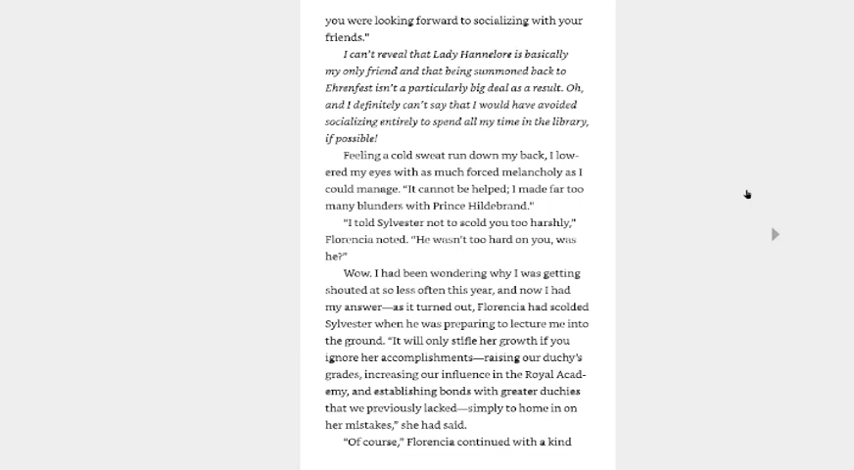 you were looking forward to socializing with your
friends."
I can't reveal that Lady Hannelore is basically
my only friend and that being summoned back to
Ehrenfest isn't a particularly big deal as a result. Oh,
and I definitely can't say that I would have avoided
socializing entirely to spend all my time in the library,
if possible!
Feeling a cold sweat run down my back, I low-
ered my eyes with as much forced melancholy as I
could manage. "It cannot be helped; I made far too
many blunders with Prince Hildebrand."
"I told Sylvester not to scold you too harshly,"
Florencia noted. "He wasn't too hard on you, was
he?"
Wow. I had been wondering why I was getting
shouted at so less often this year, and now I had
my answer—as it turned out, Florencia had scolded
Sylvester when he was preparing to lecture me into
the ground. "It will only stifle her growth if you
ignore her accomplishments—raising our duchy's
grades, increasing our influence in the Royal Acad-
emy, and establishing bonds with greater duchies
that we previously lacked—simply to home in on
her mistakes," she had said.
"Of course," Florencia continued with a kind